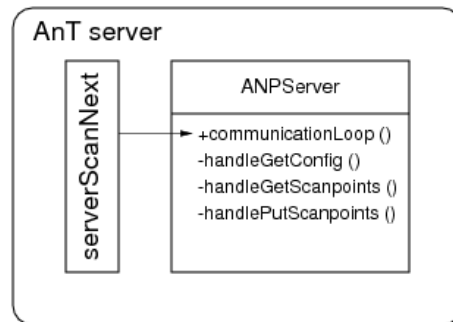 AnT server
serverScanNext
ANPServer
+communicationLoop ()
-handleGetConfig ()
-handleGetScanpoints ()
-handlePutScanpoints ()